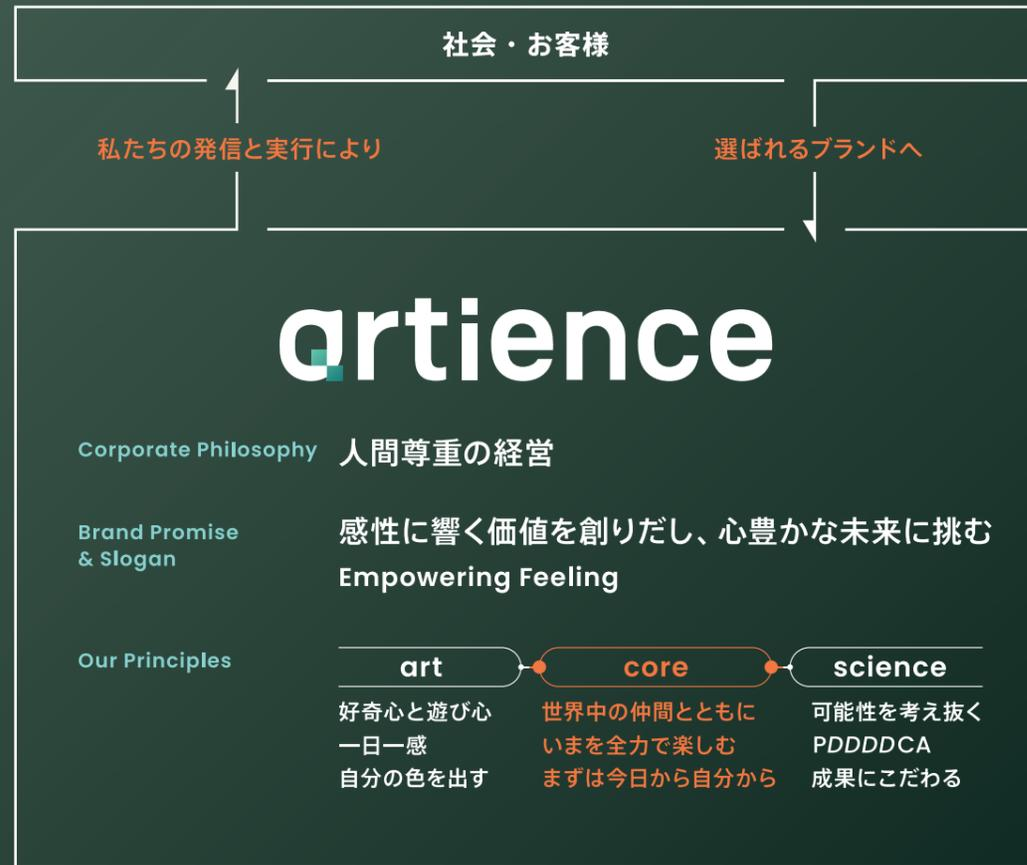 社会・お客様
私たちの発信と実行により
選ばれるブランドへ
artience
Corporate Philosophy
人間尊重の経営
Brand Promise
& Slogan
感性に響く価値を創りだし、心豊かな未来に挑む
Empowering Feeling
Our Principles
art
好奇心と遊び心
一日一感
自分の色を出す
core
世界中の仲間とともに
いまを全力で楽しむ
まずは今日から自分から
science
可能性を考え抜く
PDDDDCA
成果にこだわる